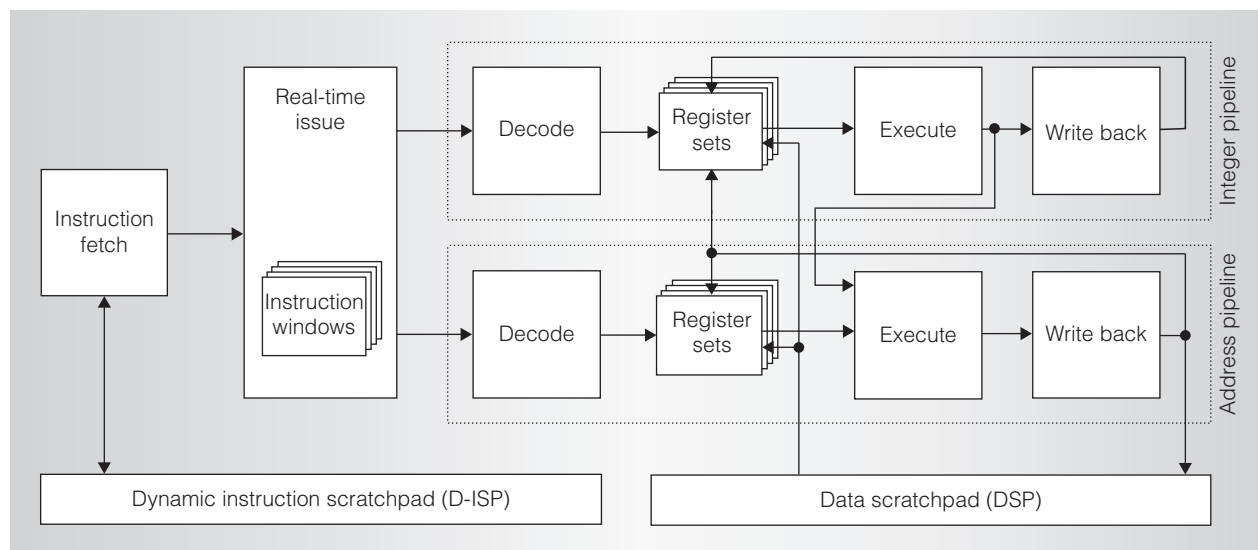 Real-time
issue
Instruction
fetch
Instruction
windows
Decode
Register
sets
Execute
Write back
Integer pipeline
Decode
Register
sets
Execute
Write back
Address pipeline
Dynamic instruction scratchpad (D-ISP)
Data scratchpad (DSP)